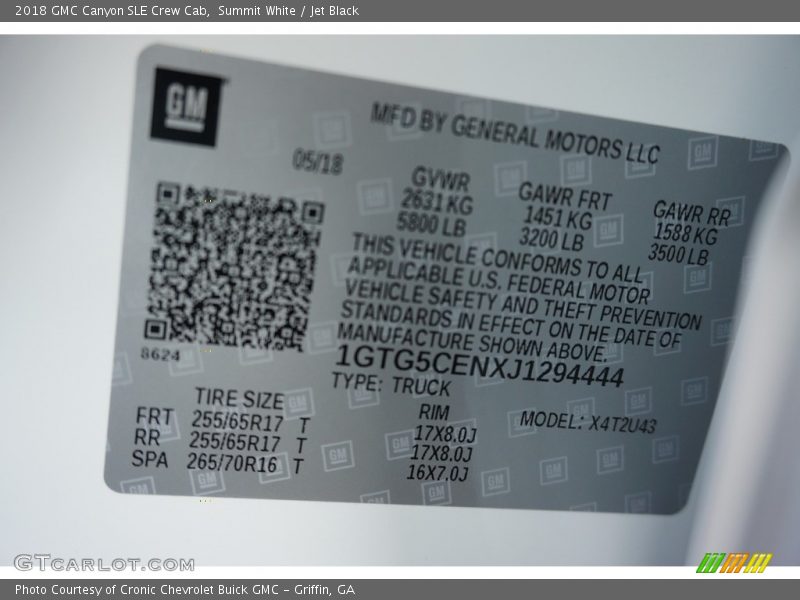 2018 GMC Canyon SLE Crew Cab, Summit White / Jet Black
GM
MFD BY GENERAL MOTORS LLC
05/18
GVWR GAWR FRT GAWR RR
2631 KG 1451 KG 1588 KG
5800 LB 3200 LB 3500 LB
THIS VEHICLE CONFORMS TO ALL
APPLICABLE U.S. FEDERAL MOTOR
VEHICLE SAFETY AND THEFT PREVENTION
STANDARDS IN EFFECT ON THE DATE OF
MANUFACTURE SHOWN ABOVE.
8624
1GTG5CENXJ1294444
TYPE: TRUCK
TIRE SIZE RIM MODEL: X4T2U43
FRT 255/65R17 T 17X8.0J
RR 255/65R17 T 17X8.0J
SPA 265/70R16 T 16X7.0J
GTCARLOT.COM
Photo Courtesy of Cronic Chevrolet Buick GMC – Griffin, GA